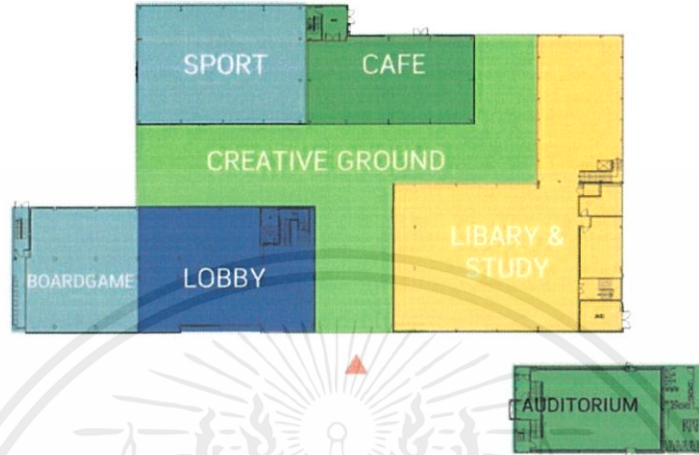 SPORT
CAFE
CREATIVE GROUND
BOARDGAME
LOBBY
LIBARY &
STUDY
AUDITORIUM